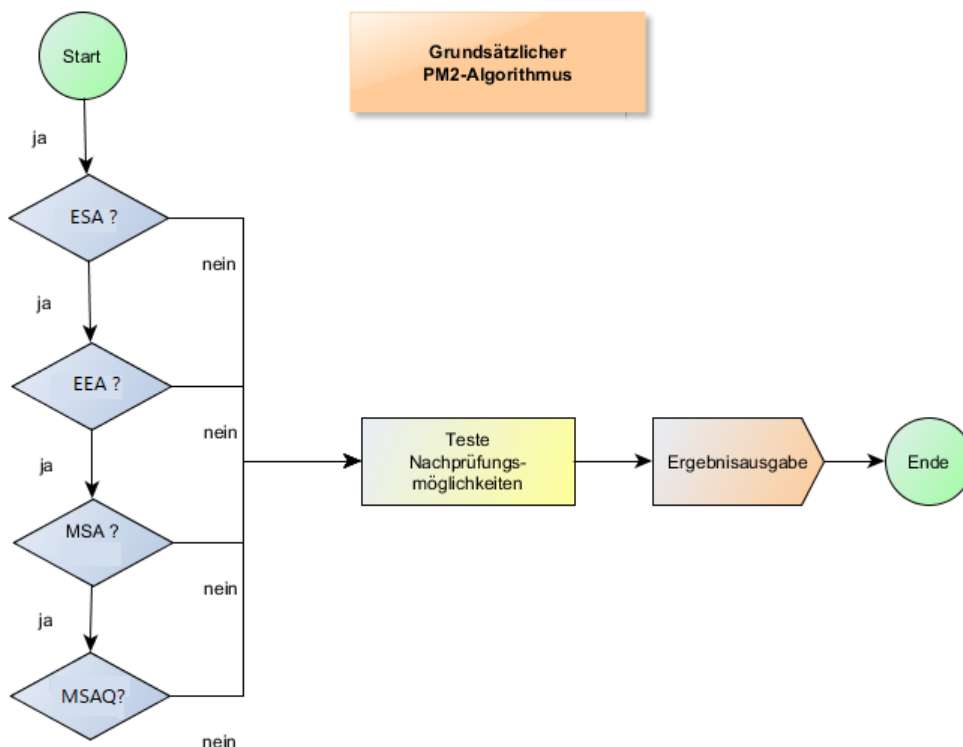 Start
Grundsätzlicher
PM2-Algorithmus
ja
ESA ?
nein
ja
EEA ?
nein
ja
Teste
Nachprüfungs-
möglichkeiten
Ergebnisausgabe
Ende
MSA ?
nein
ja
MSAQ?
nein